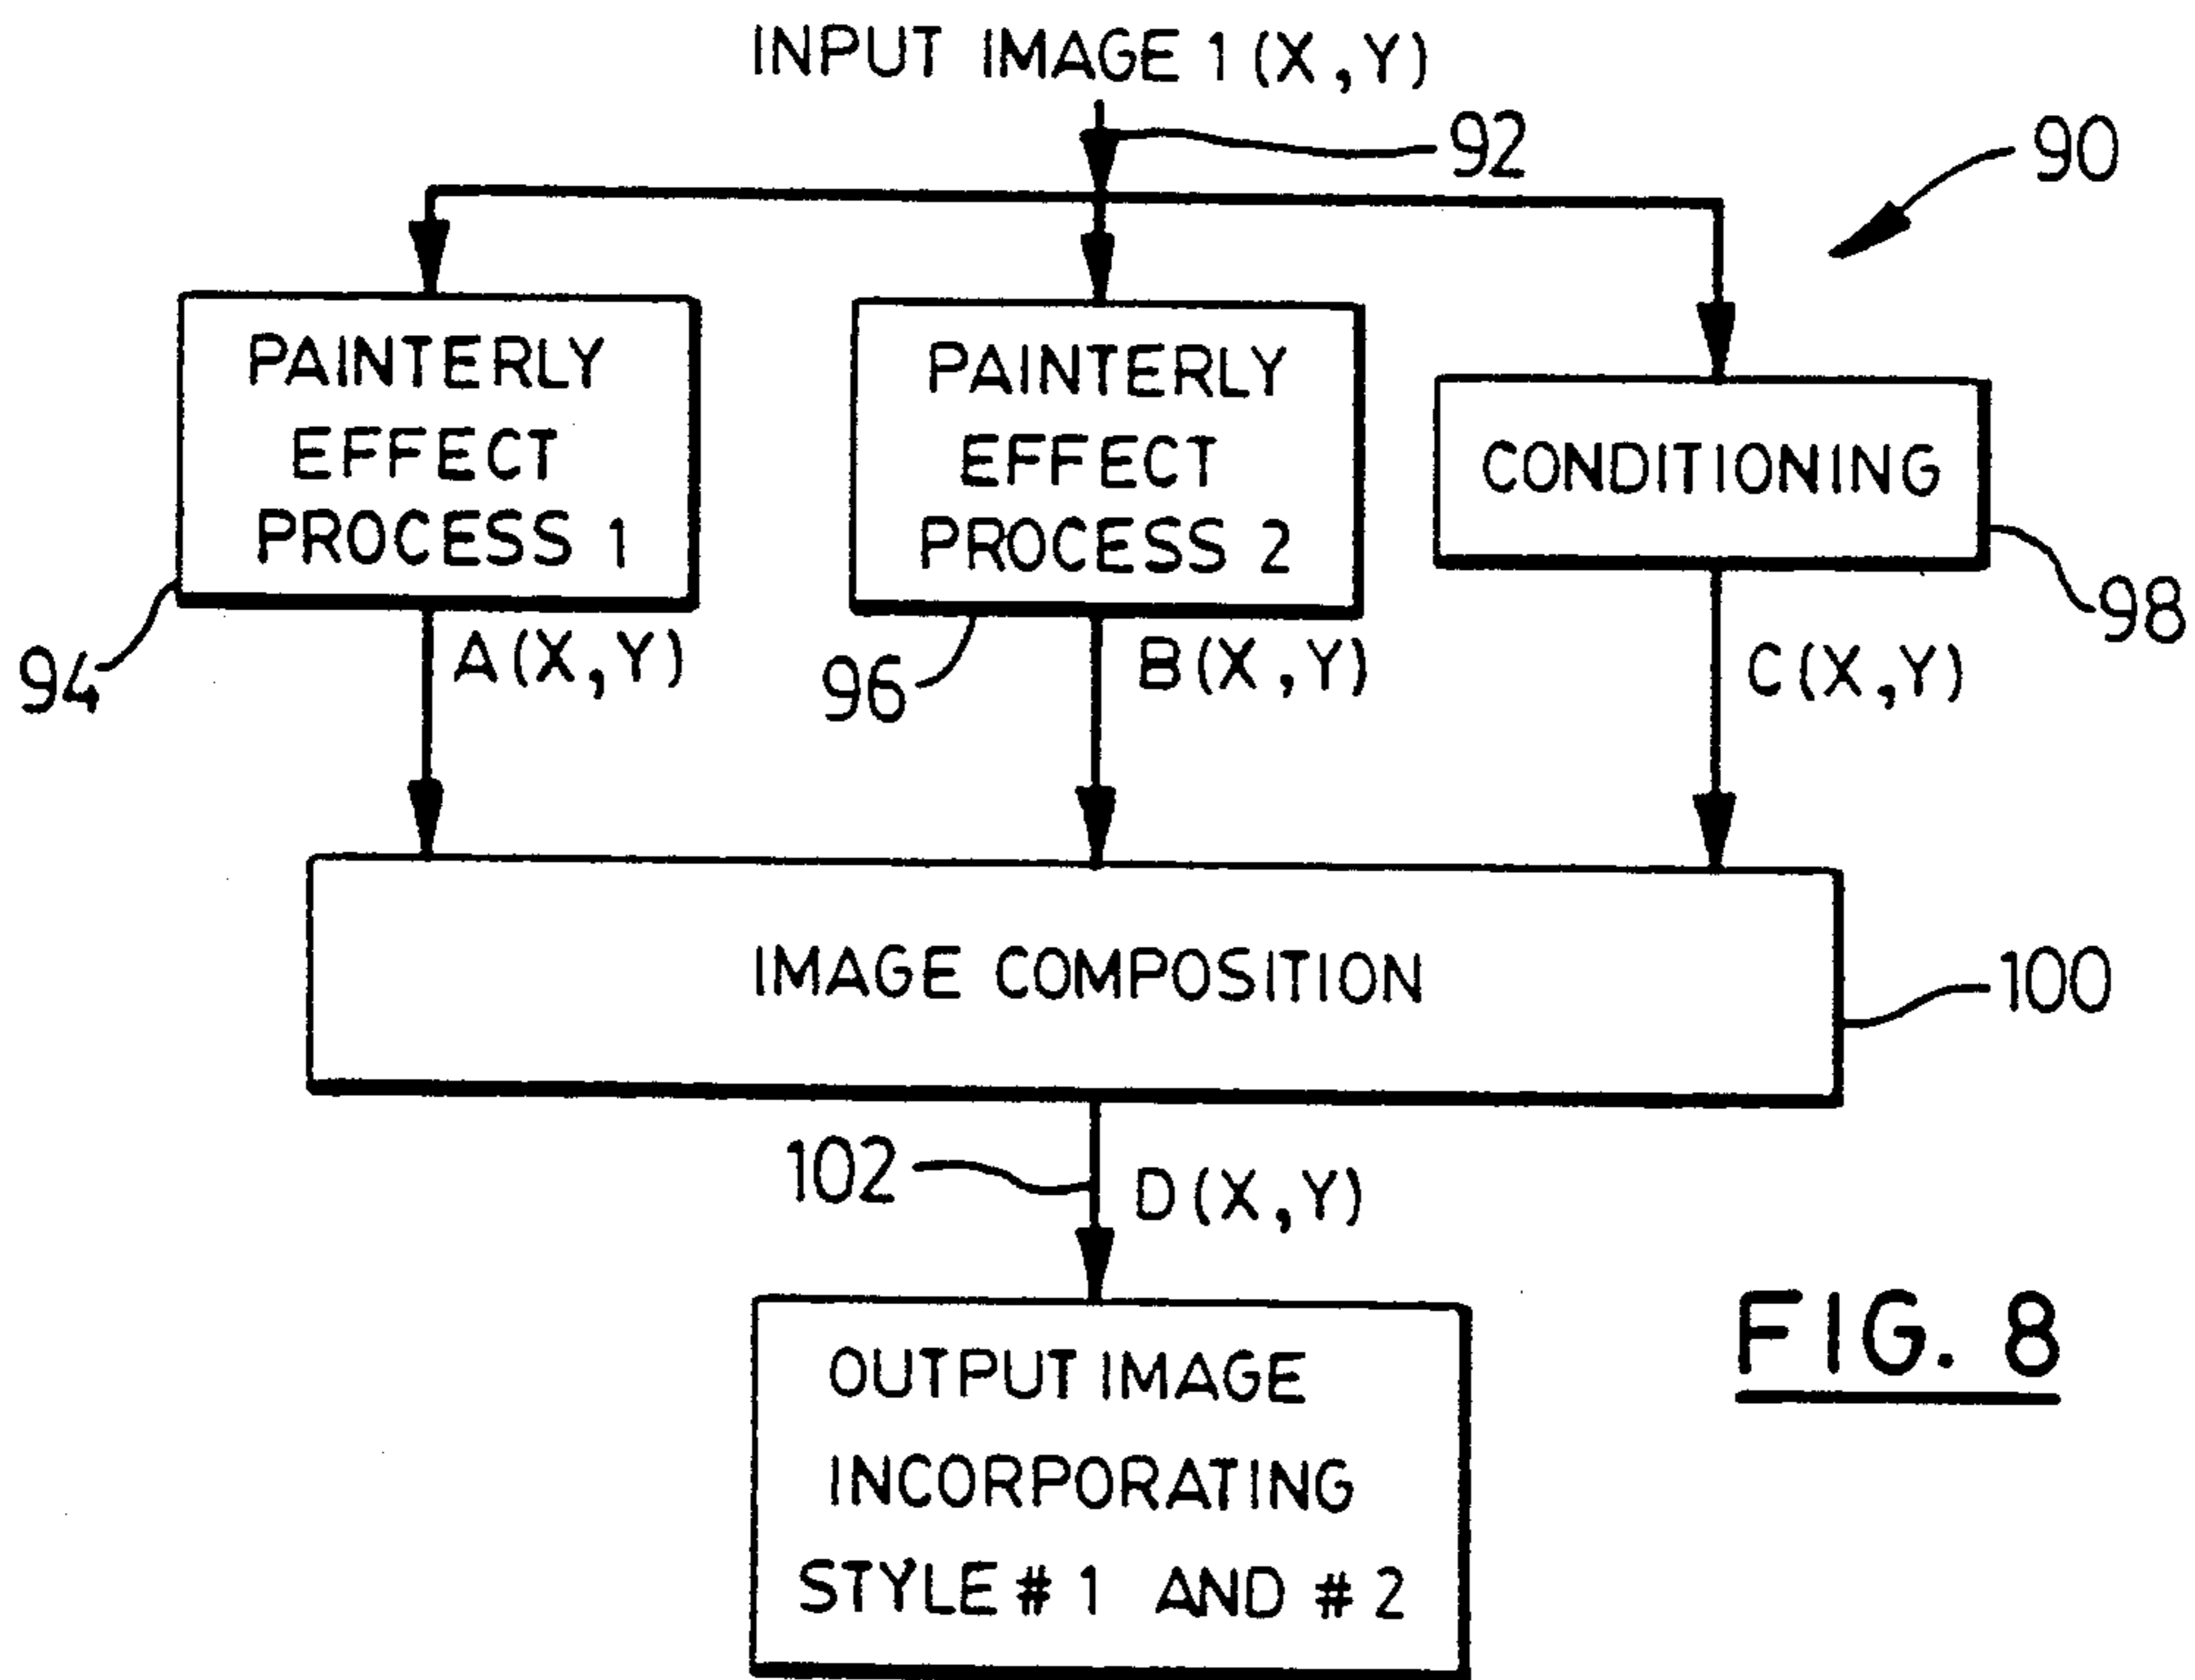 INPUT IMAGE 1 (X,Y)
92
90
PAINTERLY
EFFECT
PROCESS 1
94
A(X,Y)
PAINTERLY
EFFECT
PROCESS 2
96
B(X,Y)
CONDITIONING
98
C(X,Y)
IMAGE COMPOSITION
100
102
D(X,Y)
OUTPUT IMAGE
INCORPORATING
STYLE # 1 AND # 2
FIG. 8